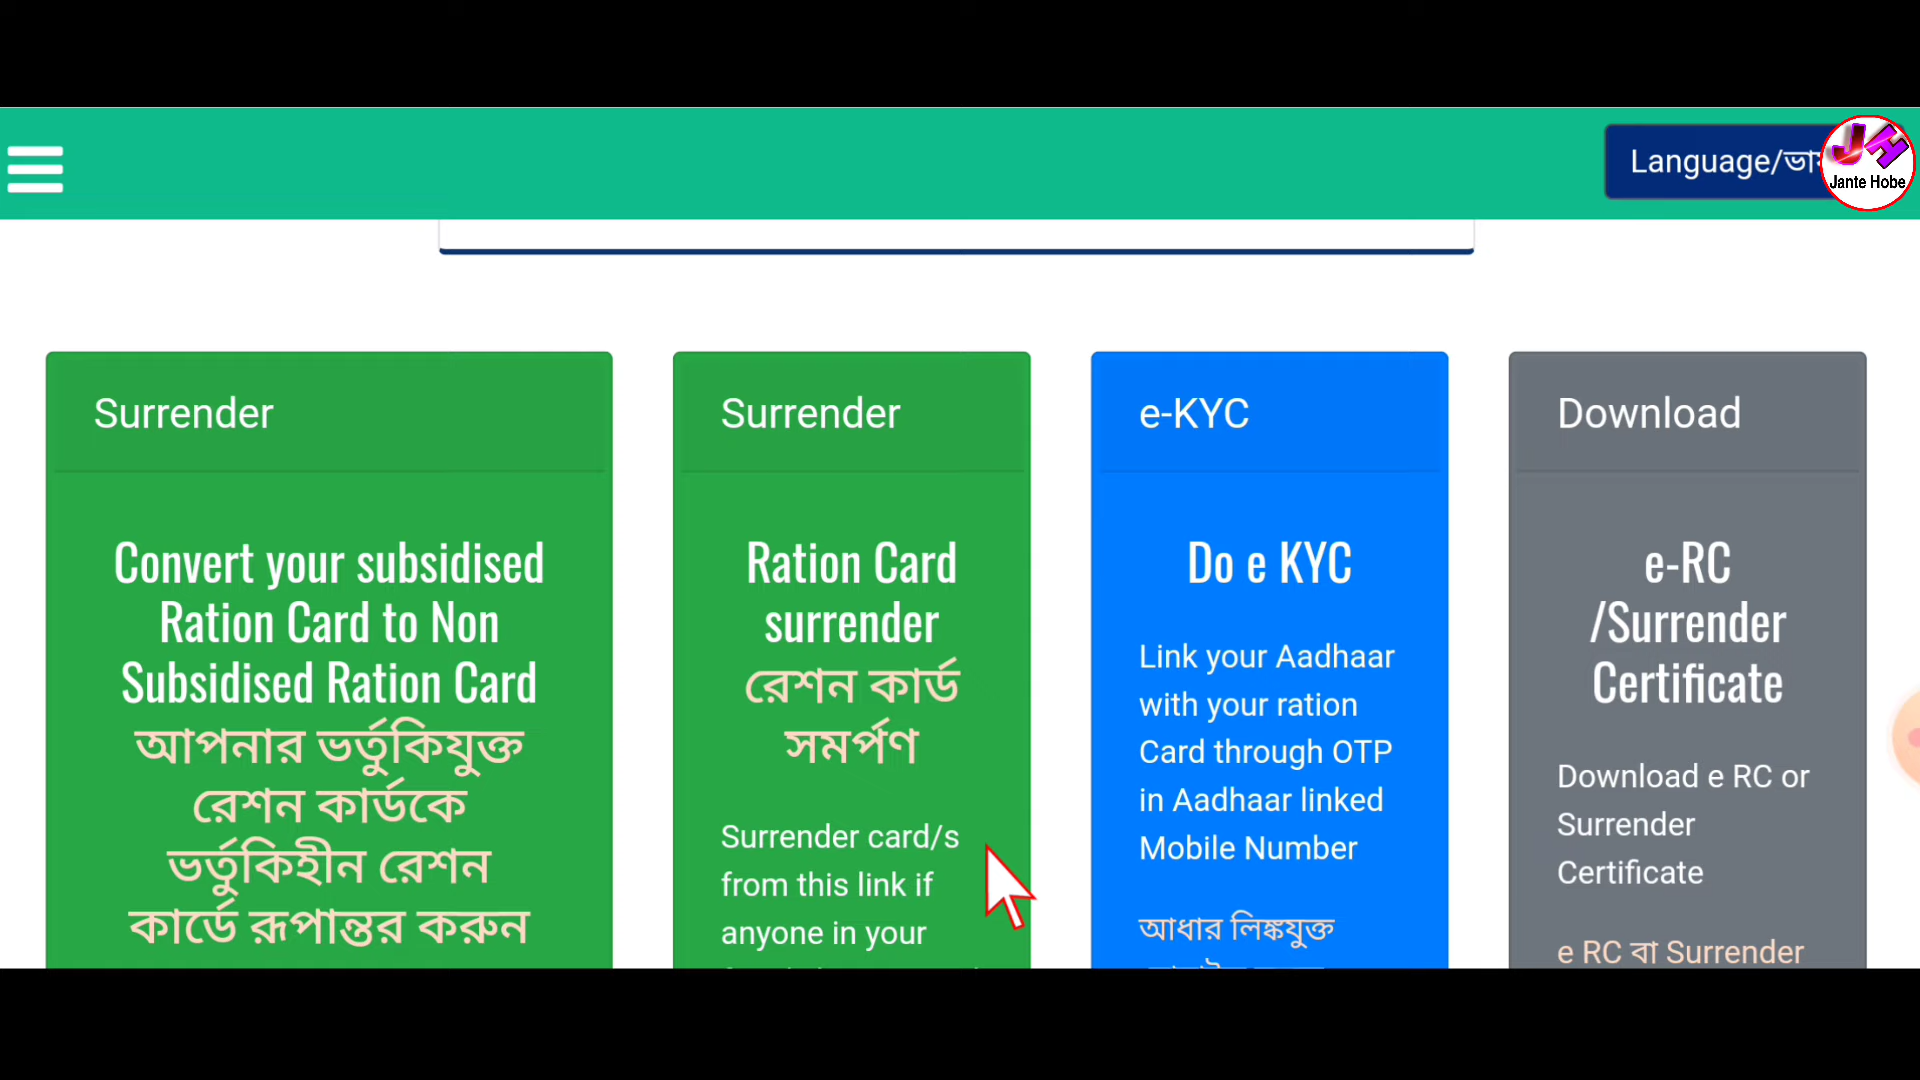 Language/ভা
JH
Jante Hobe
Surrender
Convert your subsidised
Ration Card to Non
Subsidised Ration Card
আপনার ভর্তুকিযুক্ত
রেশন কার্ডকে
ভর্তুকিহীন রেশন
কার্ডে রূপান্তর করুন
Surrender
Ration Card
surrender
রেশন কার্ড
সমর্পণ
Surrender card/s
from this link if
anyone in your
e-KYC
Do e KYC
Link your Aadhaar
with your ration
Card through OTP
in Aadhaar linked
Mobile Number
আধার লিঙ্কযুক্ত
Download
e-RC
/Surrender
Certificate
Download e RC or
Surrender
Certificate
e RC বা Surrender